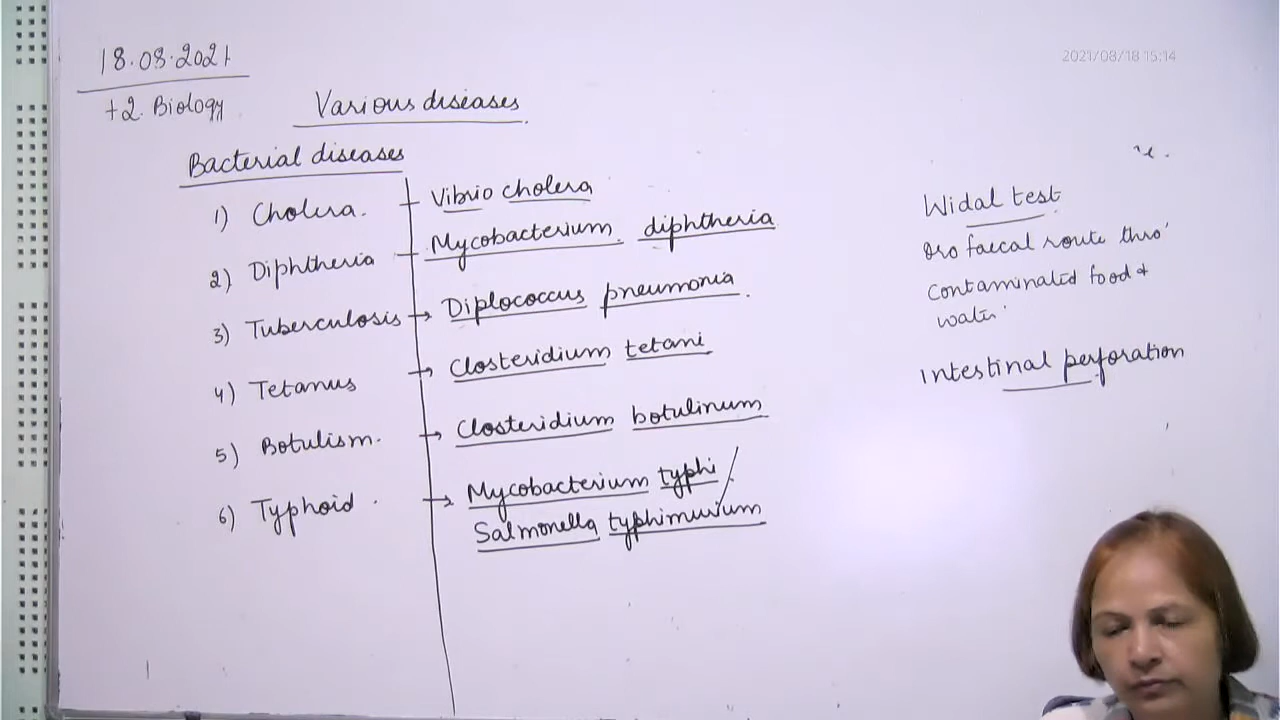 18.08.2021
2021/08/18 15:14
+2. Biology
Various diseases
Bacterial diseases
1) Cholera. Vibrio cholera
2) Diphtheria Mycobacterium diphtheria
3) Tuberculosis → Diplococcus pneumonia.
4) Tetanus → Closteridium tetani
5) Botulism. → Closteridium botulinum
6) Typhoid. → Mycobacterium typhi/
Salmonella typhimurium
Widal test
Oro faecal route thro'
Contaminated food &
water
Intestinal perforation